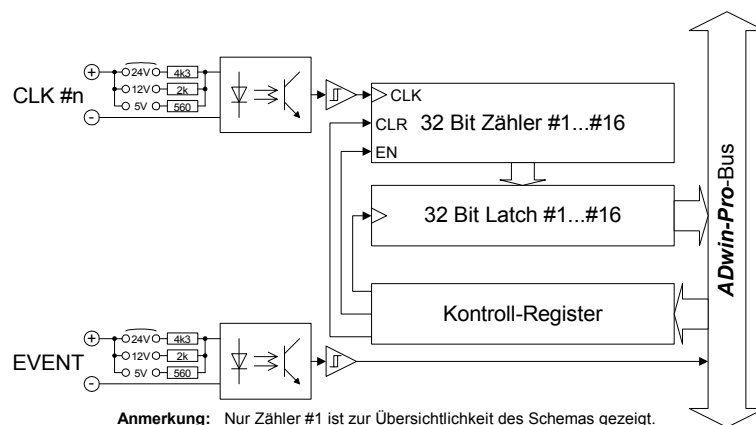 24V 4k3
CLK #n 12V 2k
5V 560
CLK
CLR 32 Bit Zähler #1...#16
EN
32 Bit Latch #1...#16
Kontroll-Register
24V 4k3
EVENT 12V 2k
5V 560
ADwin-Pro-Bus
Anmerkung: Nur Zähler #1 ist zur Übersichtlichkeit des Schemas gezeigt.